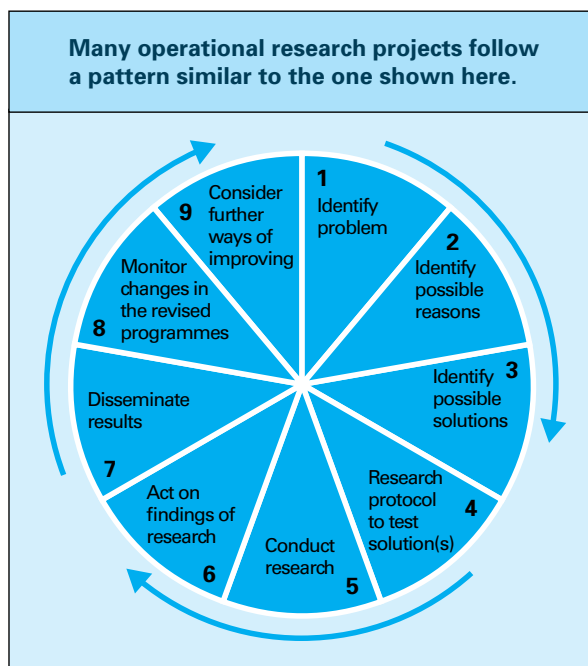 Many operational research projects follow
a pattern similar to the one shown here.
1
Identify
problem
2
Identify
possible
reasons
3
Identify
possible
solutions
4
Research
protocol
to test
solution(s)
5
Conduct
research
6
Act on
findings of
research
7
Disseminate
results
8
Monitor
changes in
the revised
programmes
9
Consider
further
ways of
improving